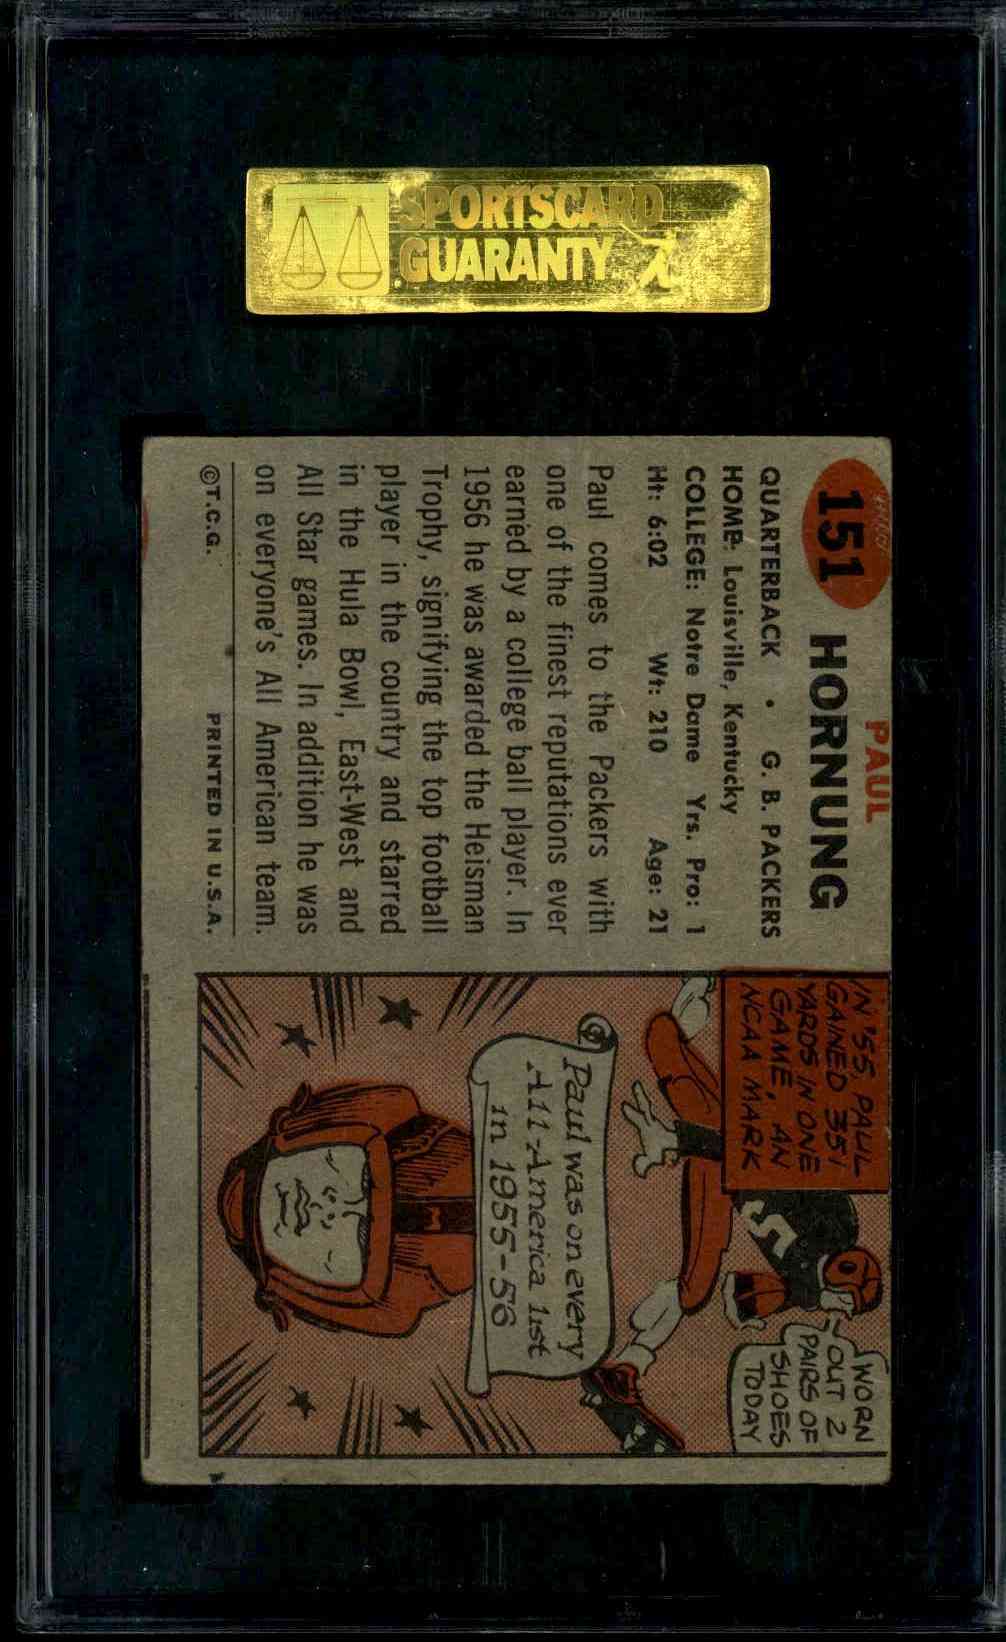 SPORTSCARD
GUARANTY
151
PAUL
HORNUNG
QUARTERBACK • G. B. PACKERS
HOME: Louisville, Kentucky
COLLEGE: Notre Dame Yrs. Pro: 1
Ht: 6:02 Wt: 210 Age: 21
Paul comes to the Packers with
one of the finest reputations ever
earned by a college ball player. In
1956 he was awarded the Heisman
Trophy, signifying the top football
player in the country and starred
in the Hula Bowl, East-West and
All Star games. In addition he was
on everyone's All American team.
©T.C.G. PRINTED IN U.S.A.
IN '55, PAUL
GAINED 351
YARDS IN ONE
GAME, AN
NCAA MARK
WORN
OUT 2
PAIRS OF
SHOES
TODAY
Paul was on every
All-America list
in 1955-56